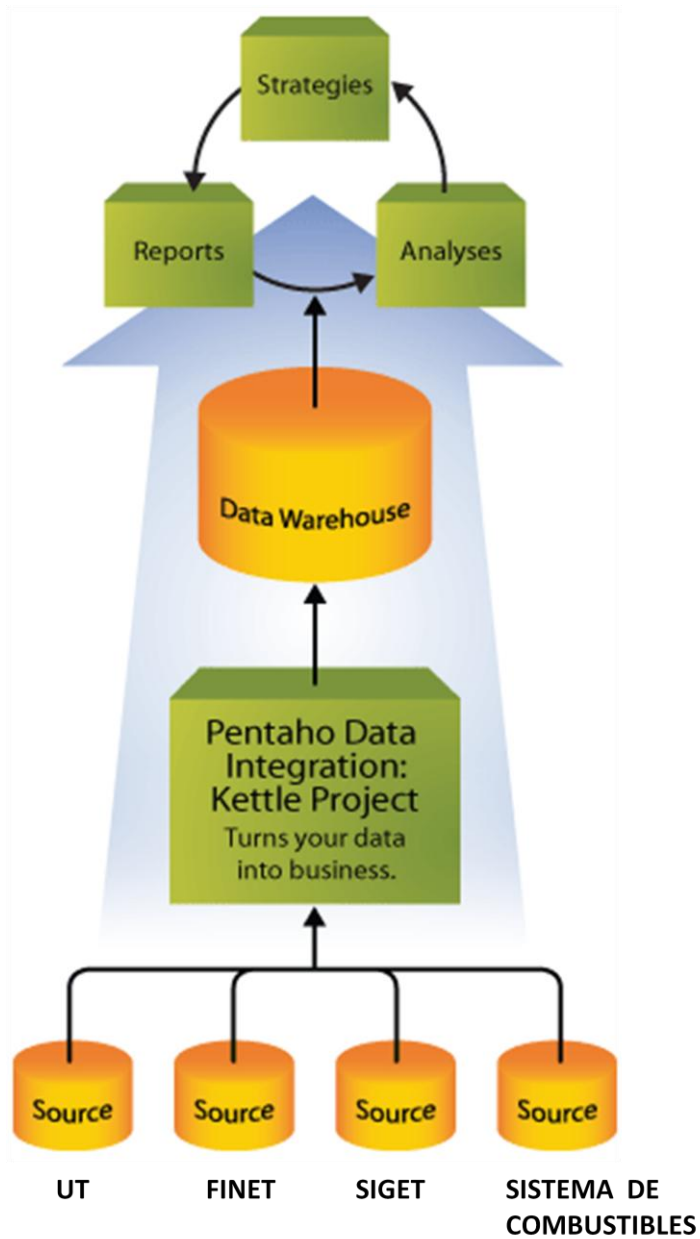 Strategies
Reports
Analyses
Data Warehouse
Pentaho Data
Integration:
Kettle Project
Turns your data
into business.
Source
Source
Source
Source
UT
FINET
SIGET
SISTEMA DE
COMBUSTIBLES